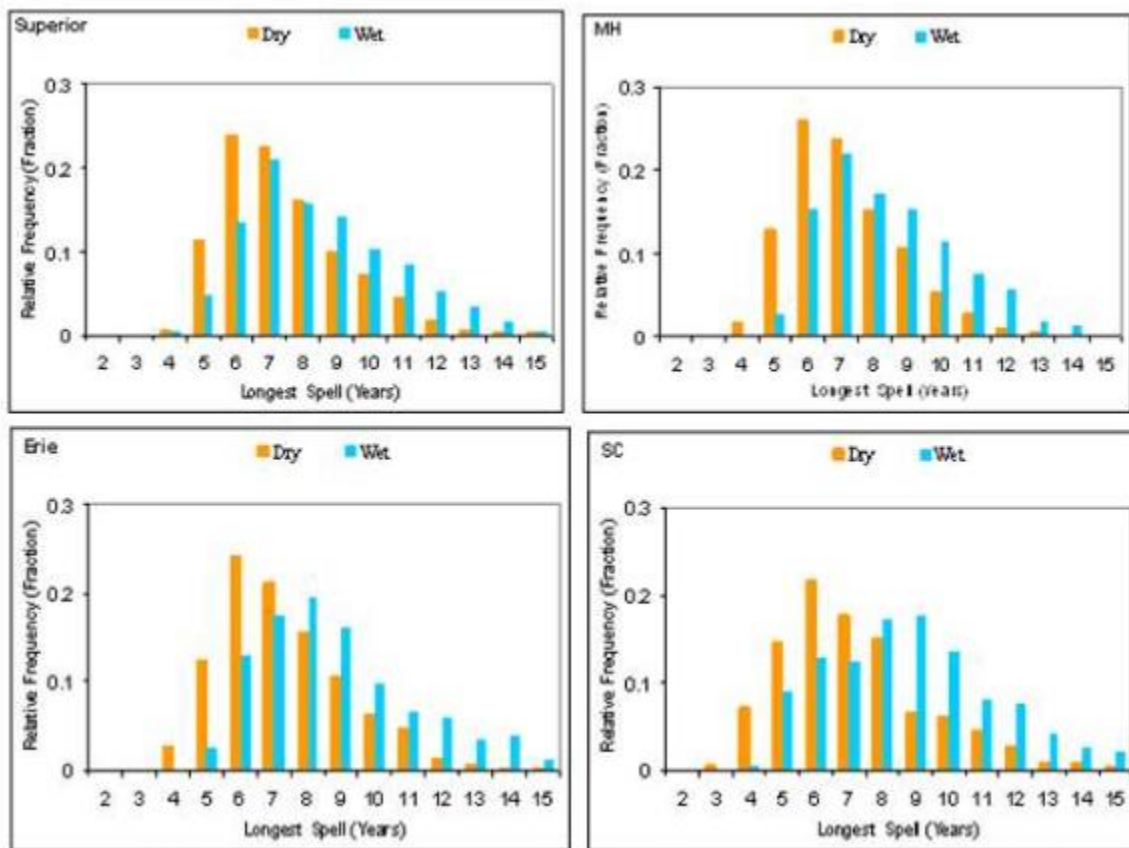 Superior
Dry Wet
Relative Frequency (Fraction)
0.3
0.2
0.1
0
2 3 4 5 6 7 8 9 10 11 12 13 14 15
Longest Spell (Years)
MH
Dry Wet
Relative Frequency (Fraction)
0.3
0.2
0.1
0
2 3 4 5 6 7 8 9 10 11 12 13 14 15
Longest Spell (Years)
Erie
Dry Wet
Relative Frequency (Fraction)
0.3
0.2
0.1
0
2 3 4 5 6 7 8 9 10 11 12 13 14 15
Longest Spell (Years)
SC
Dry Wet
Relative Frequency (Fraction)
0.3
0.2
0.1
0
2 3 4 5 6 7 8 9 10 11 12 13 14 15
Longest Spell (Years)